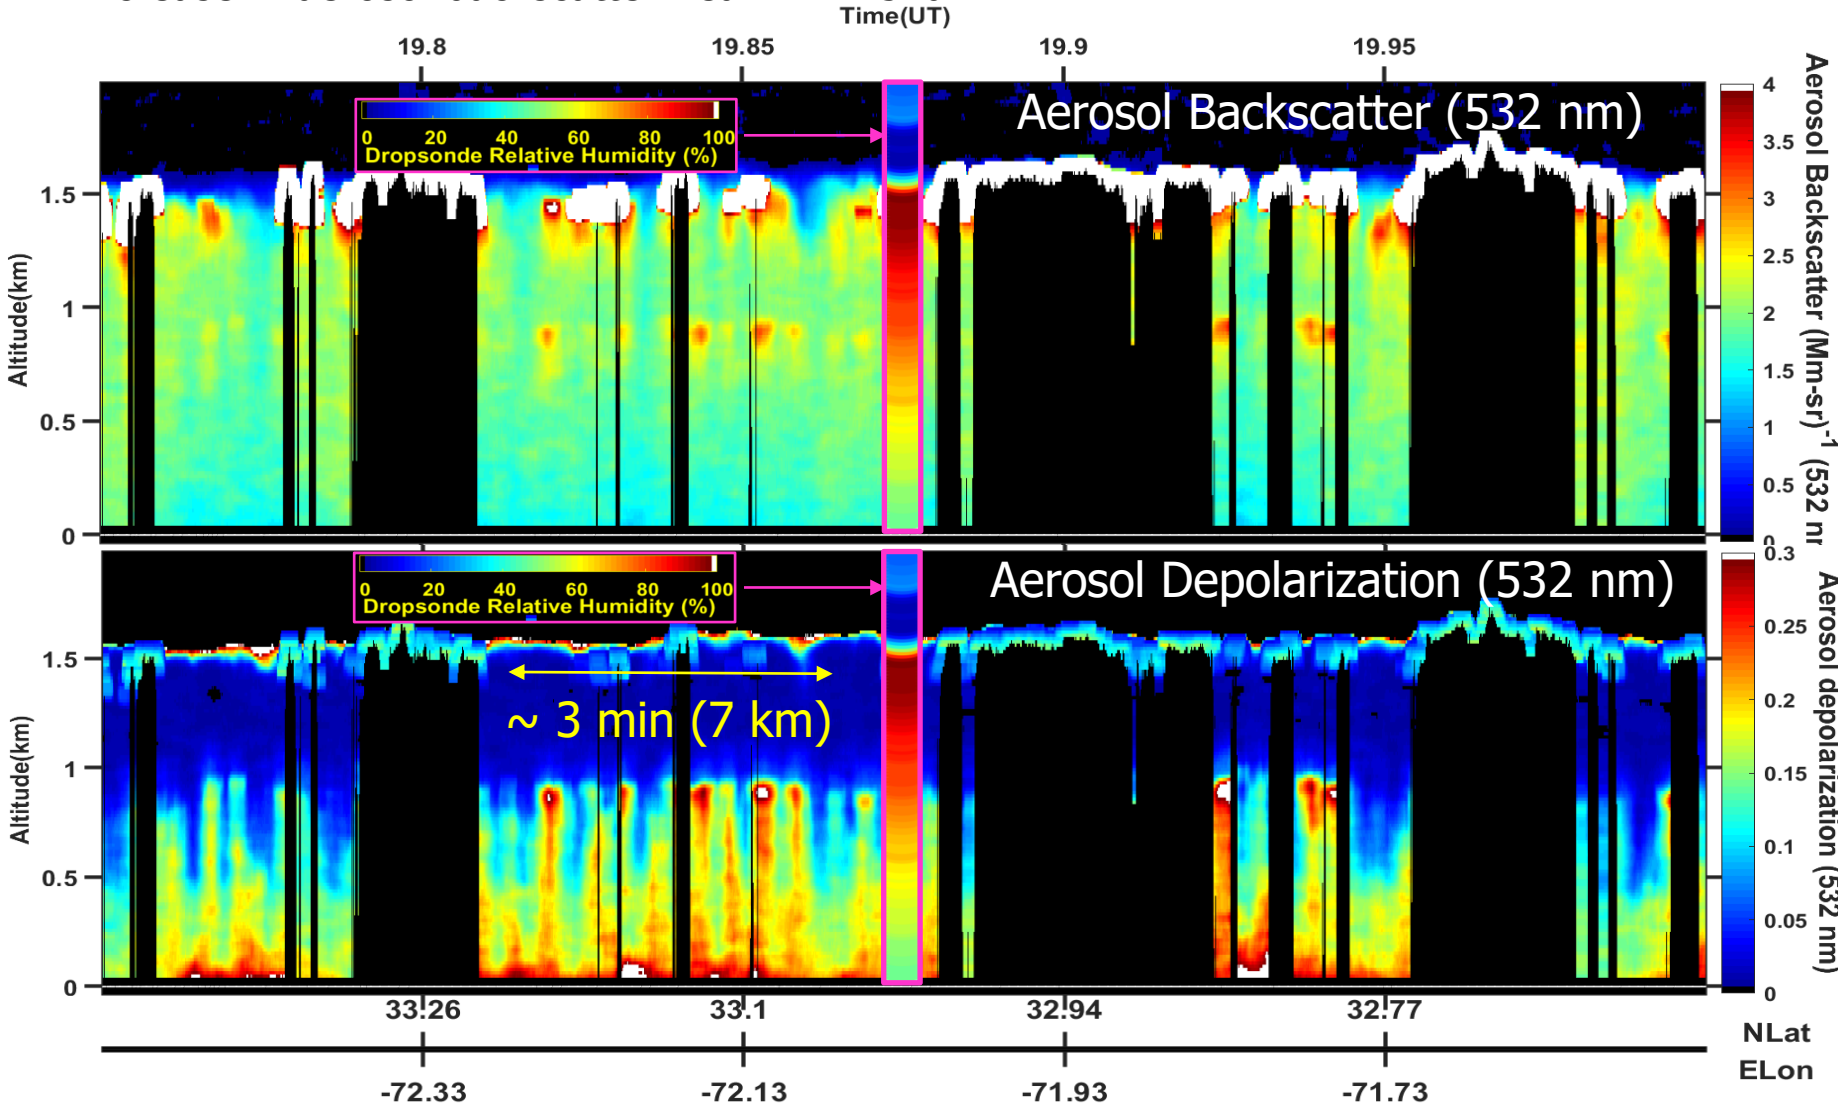 Time(UT)
19.8 19.85 19.9 19.95
Aerosol Backscatter (532 nm)
0 20 40 60 80 100
Dropsonde Relative Humidity (%)
Altitude(km)
1.5
1
0.5
0
4
3.5
3
2.5
2
1.5
1
0.5
0
Aerosol Backscatter (Mm-sr)-1 (532 nr
Aerosol Depolarization (532 nm)
0 20 40 60 80 100
Dropsonde Relative Humidity (%)
~ 3 min (7 km)
Altitude(km)
1.5
1
0.5
0
0.3
0.25
0.2
0.15
0.1
0.05
0
Aerosol depolarization (532 nm)
33.26 33.1 32.94 32.77
NLat
ELon
-72.33 -72.13 -71.93 -71.73